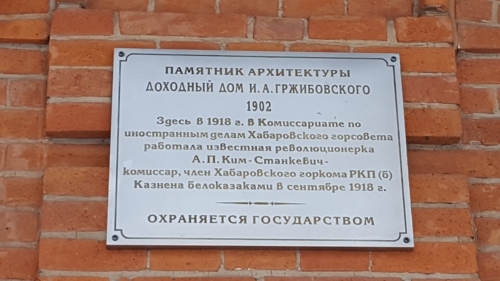 ПАМЯТНИК АРХИТЕКТУРЫ
ДОХОДНЫЙ ДОМ И.А.ГРЖИБОВСКОГО
1902
Здесь в 1918 г. в Комиссариате по
иностранным делам Хабаровского горсовета
работала известная революционерка
А.П.Ким-Станкевич-
комиссар, член Хабаровского горкома РКП (б)
Казнена белоказаками в сентябре 1918 г.
ОХРАНЯЕТСЯ ГОСУДАРСТВОМ